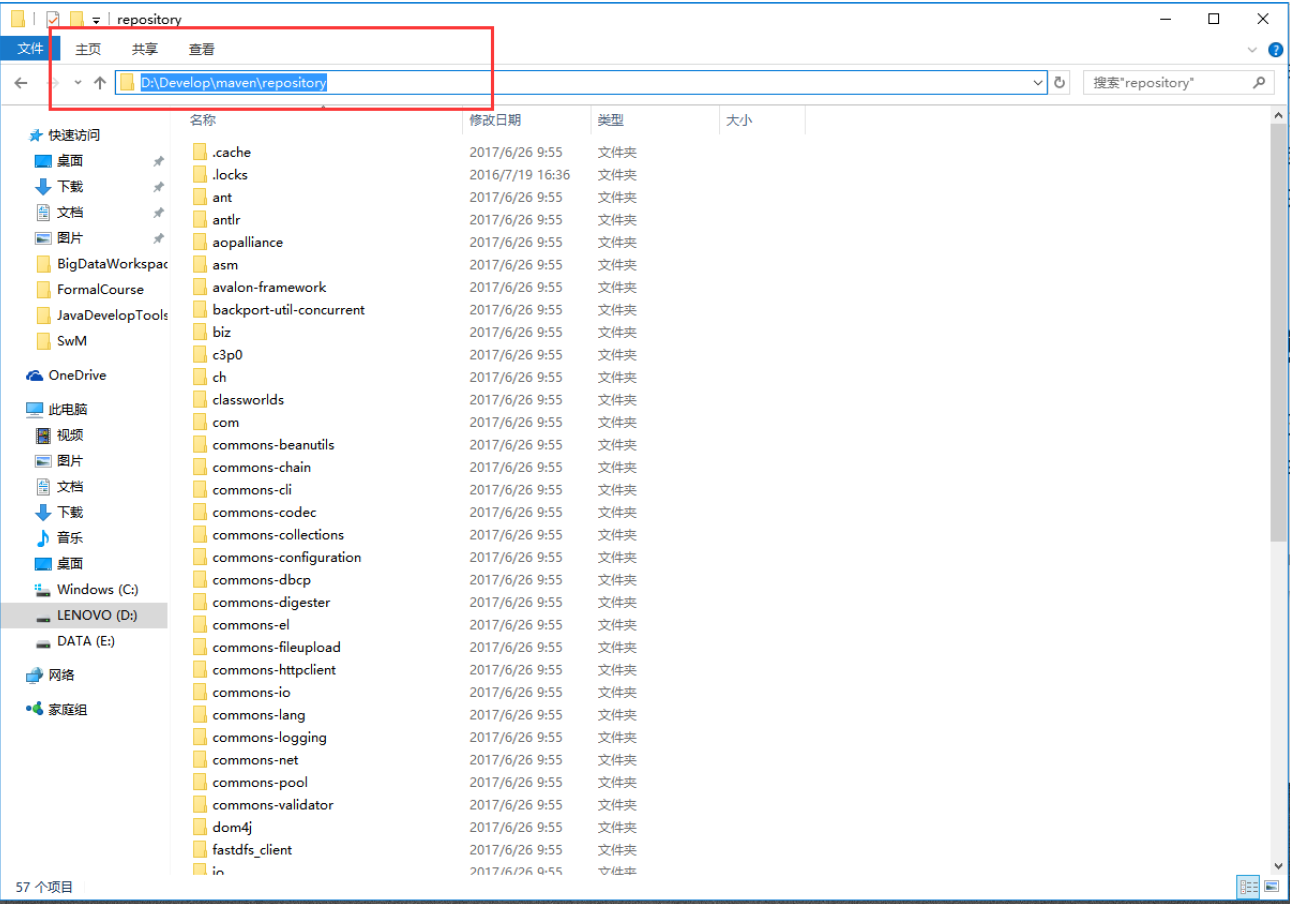 repository
文件 主页 共享 查看
D:\Develop\maven\repository 搜索"repository"
名称 修改日期 类型 大小
快速访问
桌面
下载
文档
图片
BigDataWorkspac
FormalCourse
JavaDevelopTools
SwM
OneDrive
此电脑
视频
图片
文档
下载
音乐
桌面
Windows (C:)
LENOVO (D:)
DATA (E:)
网络
家庭组
.cache 2017/6/26 9:55 文件夹
.locks 2016/7/19 16:36 文件夹
ant 2017/6/26 9:55 文件夹
antlr 2017/6/26 9:55 文件夹
aopalliance 2017/6/26 9:55 文件夹
asm 2017/6/26 9:55 文件夹
avalon-framework 2017/6/26 9:55 文件夹
backport-util-concurrent 2017/6/26 9:55 文件夹
biz 2017/6/26 9:55 文件夹
c3p0 2017/6/26 9:55 文件夹
ch 2017/6/26 9:55 文件夹
classworlds 2017/6/26 9:55 文件夹
com 2017/6/26 9:55 文件夹
commons-beanutils 2017/6/26 9:55 文件夹
commons-chain 2017/6/26 9:55 文件夹
commons-cli 2017/6/26 9:55 文件夹
commons-codec 2017/6/26 9:55 文件夹
commons-collections 2017/6/26 9:55 文件夹
commons-configuration 2017/6/26 9:55 文件夹
commons-dbcp 2017/6/26 9:55 文件夹
commons-digester 2017/6/26 9:55 文件夹
commons-el 2017/6/26 9:55 文件夹
commons-fileupload 2017/6/26 9:55 文件夹
commons-httpclient 2017/6/26 9:55 文件夹
commons-io 2017/6/26 9:55 文件夹
commons-lang 2017/6/26 9:55 文件夹
commons-logging 2017/6/26 9:55 文件夹
commons-net 2017/6/26 9:55 文件夹
commons-pool 2017/6/26 9:55 文件夹
commons-validator 2017/6/26 9:55 文件夹
dom4j 2017/6/26 9:55 文件夹
fastdfs_client 2017/6/26 9:55 文件夹
io 2017/6/26 9:55 文件夹
57 个项目